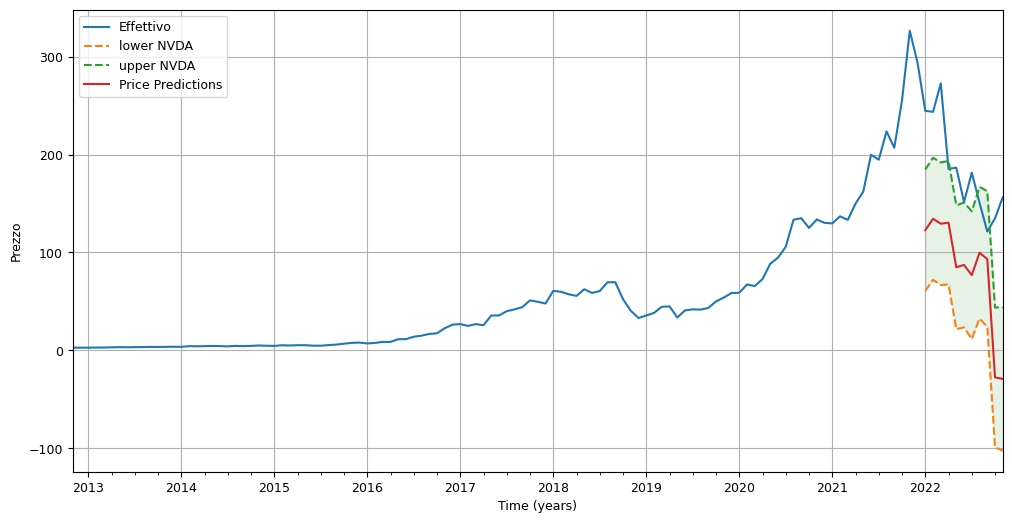 Effettivo
lower NVDA
upper NVDA
Price Predictions
Prezzo
300
200
100
0
−100
2013 2014 2015 2016 2017 2018 2019 2020 2021 2022
Time (years)